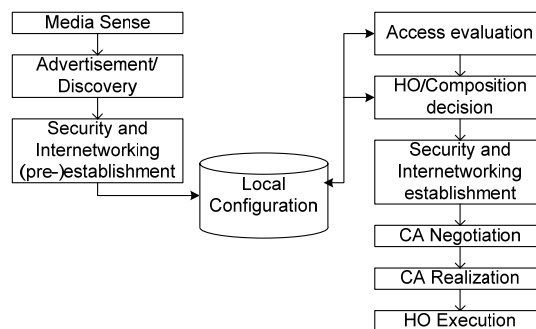 Media Sense
Advertisement/
Discovery
Security and
Internetworking
(pre-)establishment
Local
Configuration
Access evaluation
HO/Composition
decision
Security and
Internetworking
establishment
CA Negotiation
CA Realization
HO Execution